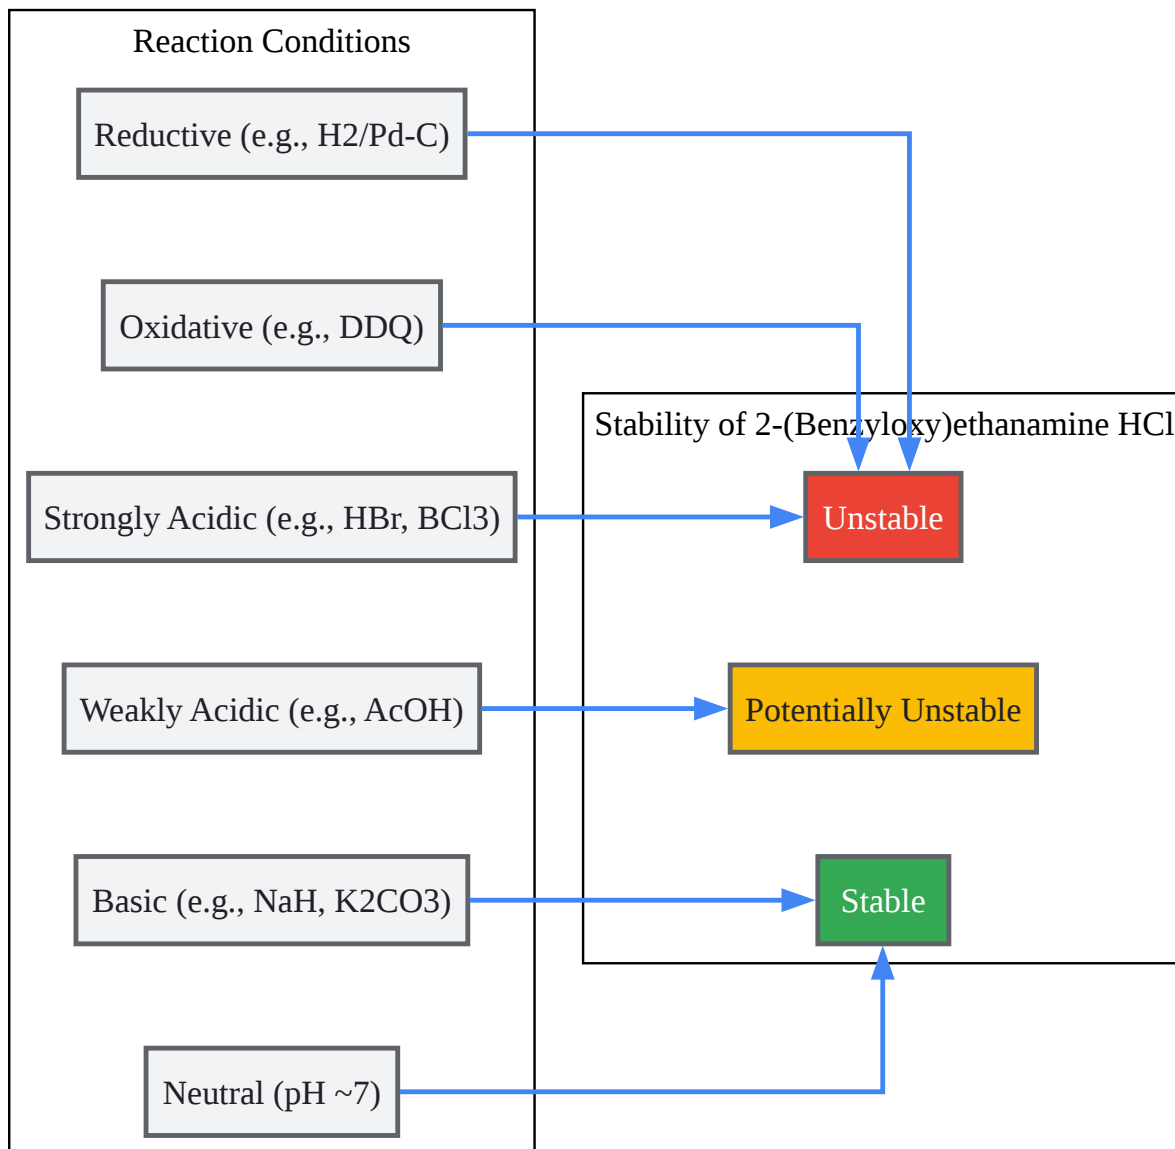 Reaction Conditions
Reductive (e.g., H2/Pd-C)
Oxidative (e.g., DDQ)
Stability of 2-(Benzyloxy)ethanamine HCl
Strongly Acidic (e.g., HBr, BCl3)
Unstable
Weakly Acidic (e.g., AcOH)
Potentially Unstable
Basic (e.g., NaH, K2CO3)
Stable
Neutral (pH ~7)